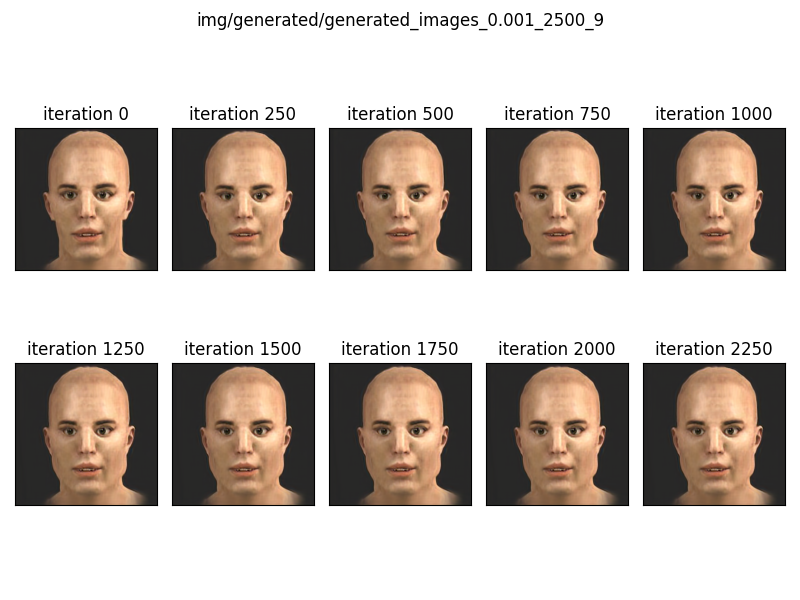 img/generated/generated_images_0.001_2500_9
iteration 0
iteration 250
iteration 500
iteration 750
iteration 1000
iteration 1250
iteration 1500
iteration 1750
iteration 2000
iteration 2250